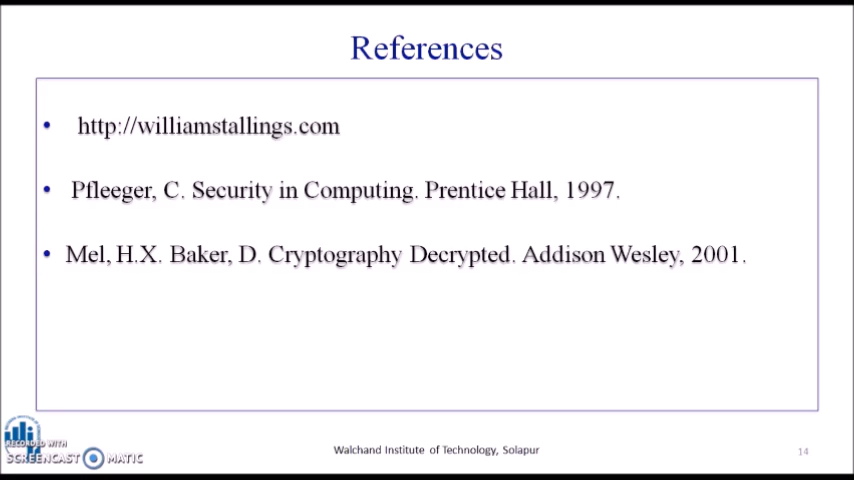 References
• http://williamstallings.com
• Pfleeger, C. Security in Computing. Prentice Hall, 1997.
• Mel, H.X. Baker, D. Cryptography Decrypted. Addison Wesley, 2001.
RECORDED WITH
SCREENCAST MATIC
Walchand Institute of Technology, Solapur
14